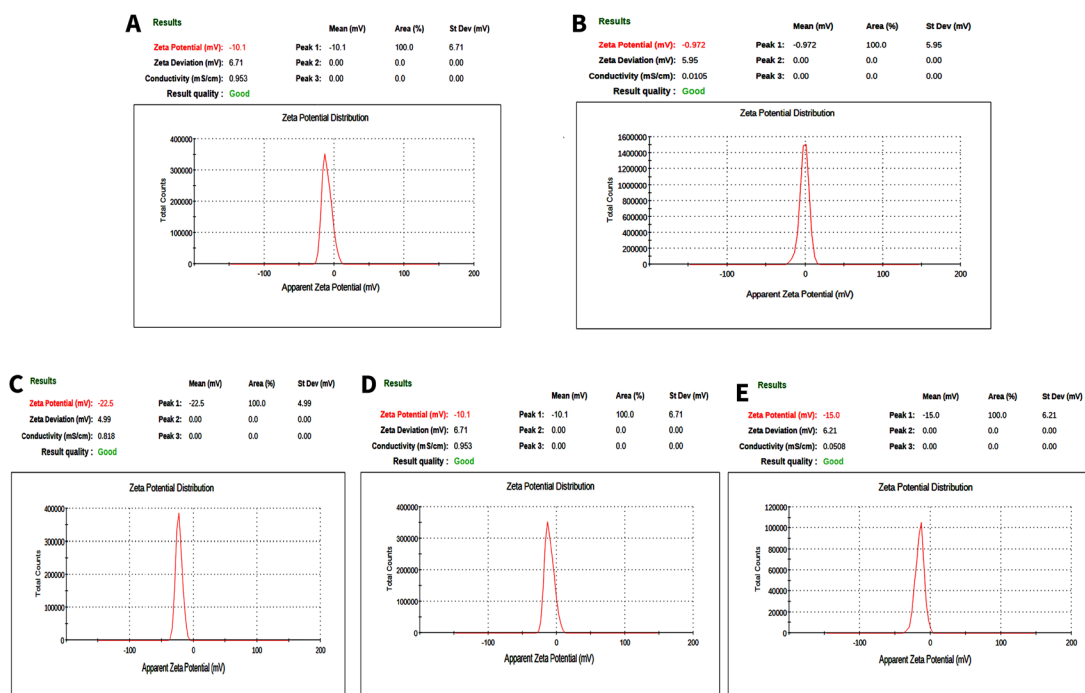 A Results
Mean (mV) Area (%) St Dev (mV)
Zeta Potential (mV): -10.1 Peak 1: -10.1 100.0 6.71
Zeta Deviation (mV): 6.71 Peak 2: 0.00 0.0 0.00
Conductivity (mS/cm): 0.953 Peak 3: 0.00 0.0 0.00
Result quality : Good
Zeta Potential Distribution
400000
300000
200000
100000
0
Total Counts
-100 0 100 200
Apparent Zeta Potential (mV)
B Results
Mean (mV) Area (%) St Dev (mV)
Zeta Potential (mV): -0.972 Peak 1: -0.972 100.0 5.95
Zeta Deviation (mV): 5.95 Peak 2: 0.00 0.0 0.00
Conductivity (mS/cm): 0.0105 Peak 3: 0.00 0.0 0.00
Result quality : Good
Zeta Potential Distribution
1600000
1400000
1200000
1000000
800000
600000
400000
200000
0
Total Counts
-100 0 100 200
Apparent Zeta Potential (mV)
C Results
Mean (mV) Area (%) St Dev (mV)
Zeta Potential (mV): -22.5 Peak 1: -22.5 100.0 4.99
Zeta Deviation (mV): 4.99 Peak 2: 0.00 0.0 0.00
Conductivity (mS/cm): 0.818 Peak 3: 0.00 0.0 0.00
Result quality : Good
Zeta Potential Distribution
400000
300000
200000
100000
0
Total Counts
-100 0 100 200
Apparent Zeta Potential (mV)
D Results
Mean (mV) Area (%) St Dev (mV)
Zeta Potential (mV): -10.1 Peak 1: -10.1 100.0 6.71
Zeta Deviation (mV): 6.71 Peak 2: 0.00 0.0 0.00
Conductivity (mS/cm): 0.953 Peak 3: 0.00 0.0 0.00
Result quality : Good
Zeta Potential Distribution
400000
300000
200000
100000
0
Total Counts
-100 0 100 200
Apparent Zeta Potential (mV)
E Results
Mean (mV) Area (%) St Dev (mV)
Zeta Potential (mV): -15.0 Peak 1: -15.0 100.0 6.21
Zeta Deviation (mV): 6.21 Peak 2: 0.00 0.0 0.00
Conductivity (mS/cm): 0.0508 Peak 3: 0.00 0.0 0.00
Result quality : Good
Zeta Potential Distribution
120000
100000
80000
60000
40000
20000
0
Total Counts
-100 0 100 200
Apparent Zeta Potential (mV)